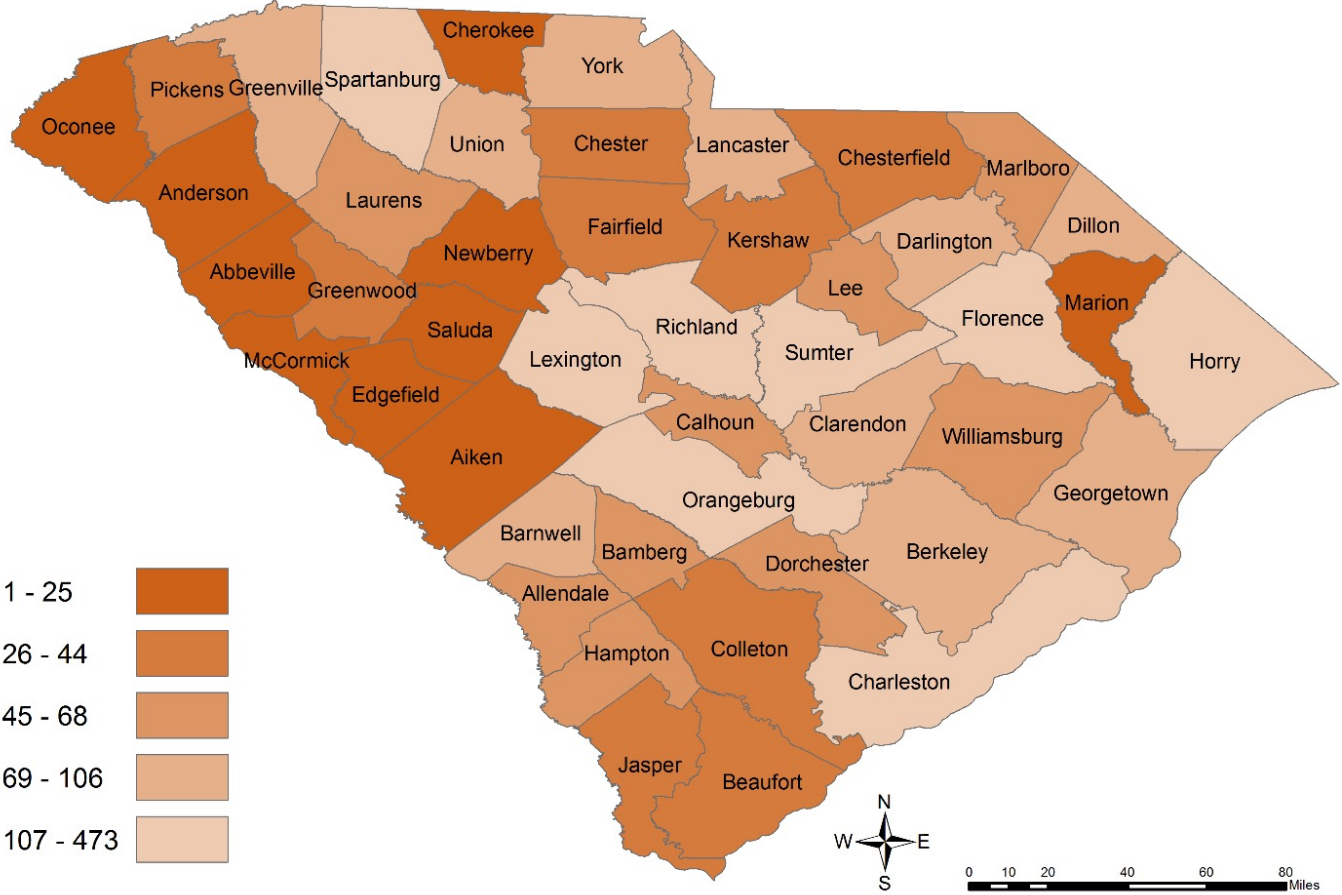 Cherokee
York
Spartanburg
Pickens
Greenville
Oconee
Union
Chester
Lancaster
Chesterfield
Marlboro
Anderson
Laurens
Fairfield
Kershaw
Darlington
Dillon
Newberry
Abbeville
Greenwood
Lee
Marion
Saluda
Richland
Florence
McCormick
Lexington
Sumter
Horry
Edgefield
Calhoun
Clarendon
Williamsburg
Aiken
Orangeburg
Georgetown
Barnwell
Bamberg
Dorchester
Berkeley
Allendale
Hampton
Colleton
Charleston
Jasper
Beaufort
1 - 25
26 - 44
45 - 68
69 - 106
107 - 473
N
W E
S
0 10 20 40 60 80
Miles